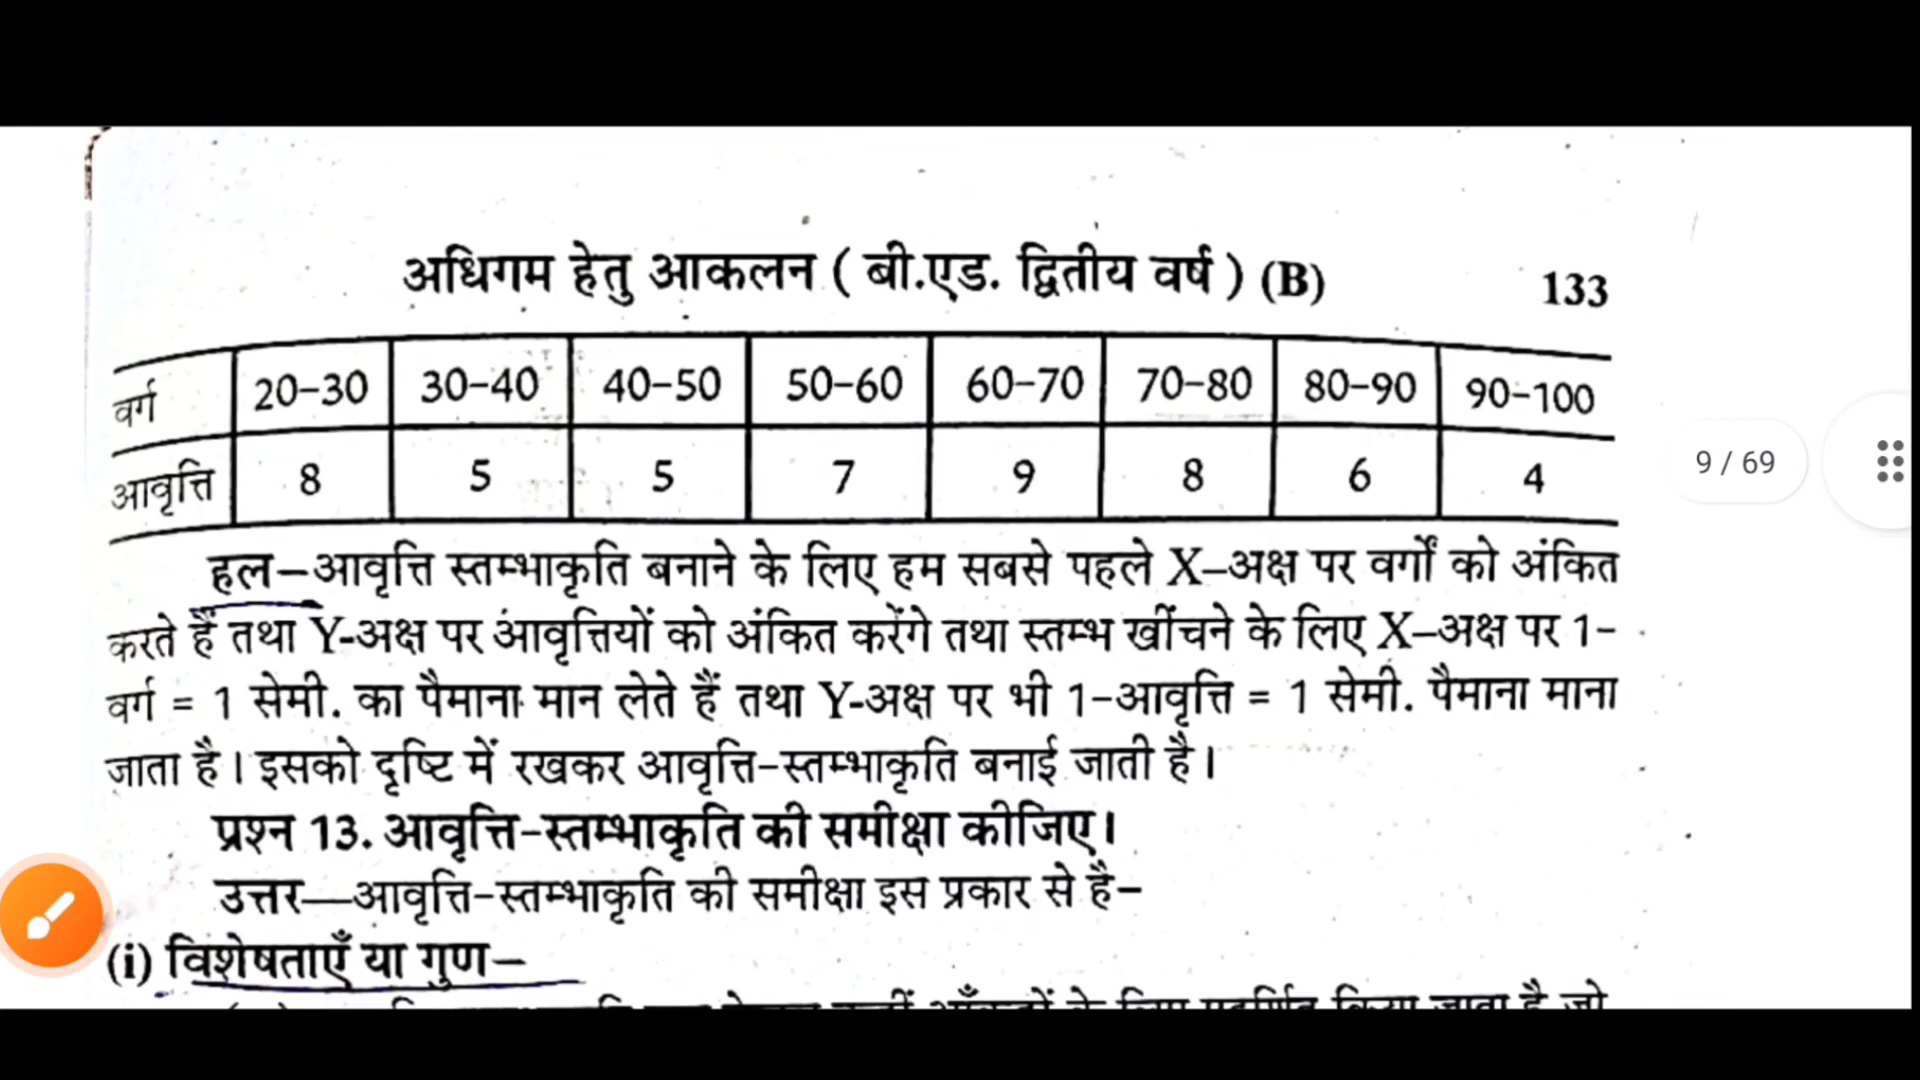 अधिगम हेतु आकलन ( बी.एड. द्वितीय वर्ष ) (B) 133
वर्ग 20-30 30-40 40-50 50-60 60-70 70-80 80-90 90-100
9 / 69
आवृत्ति 8 5 5 7 9 8 6 4
हल–आवृत्ति स्तम्भाकृति बनाने के लिए हम सबसे पहले X–अक्ष पर वर्गों को अंकित
करते हैं तथा Y-अक्ष पर आवृत्तियों को अंकित करेंगे तथा स्तम्भ खींचने के लिए X–अक्ष पर 1-
वर्ग = 1 सेमी. का पैमाना मान लेते हैं तथा Y-अक्ष पर भी 1-आवृत्ति = 1 सेमी. पैमाना माना
जाता है। इसको दृष्टि में रखकर आवृत्ति-स्तम्भाकृति बनाई जाती है।
प्रश्न 13. आवृत्ति-स्तम्भाकृति की समीक्षा कीजिए।
उत्तर—आवृत्ति-स्तम्भाकृति की समीक्षा इस प्रकार से है–
(i) विशेषताएँ या गुण–